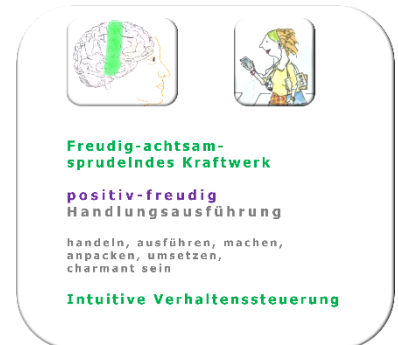 Freudig-achtsam-
sprudelndes Kraftwerk
positiv-freudig
Handlungsausführung
handeln, ausführen, machen,
anpacken, umsetzen,
charmant sein
Intuitive Verhaltenssteuerung